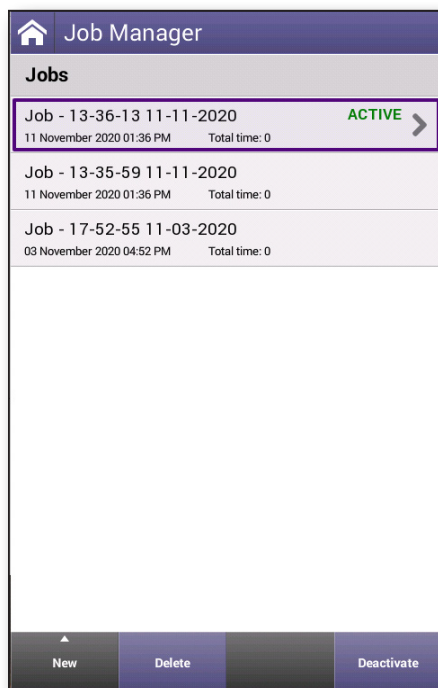 Job Manager
Jobs
Job - 13-36-13 11-11-2020 ACTIVE
11 November 2020 01:36 PM Total time: 0
Job - 13-35-59 11-11-2020
11 November 2020 01:36 PM Total time: 0
Job - 17-52-55 11-03-2020
03 November 2020 04:52 PM Total time: 0
New Delete Deactivate